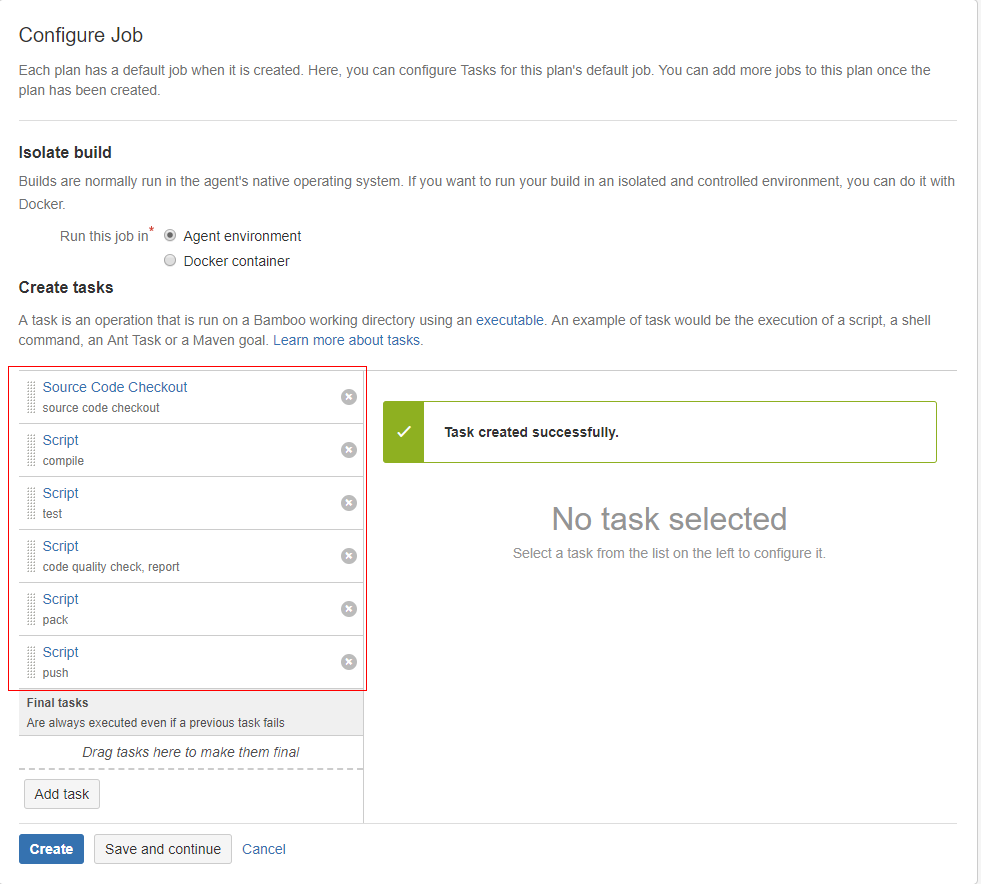 Configure Job
Each plan has a default job when it is created. Here, you can configure Tasks for this plan's default job. You can add more jobs to this plan once the
plan has been created.
Isolate build
Builds are normally run in the agent's native operating system. If you want to run your build in an isolated and controlled environment, you can do it with
Docker.
Run this job in* Agent environment
Docker container
Create tasks
A task is an operation that is run on a Bamboo working directory using an executable. An example of task would be the execution of a script, a shell
command, an Ant Task or a Maven goal. Learn more about tasks.
Source Code Checkout
source code checkout
Script
compile
Script
test
Script
code quality check, report
Script
pack
Script
push
Final tasks
Are always executed even if a previous task fails
Drag tasks here to make them final
Add task
Task created successfully.
No task selected
Select a task from the list on the left to configure it.
Create Save and continue Cancel